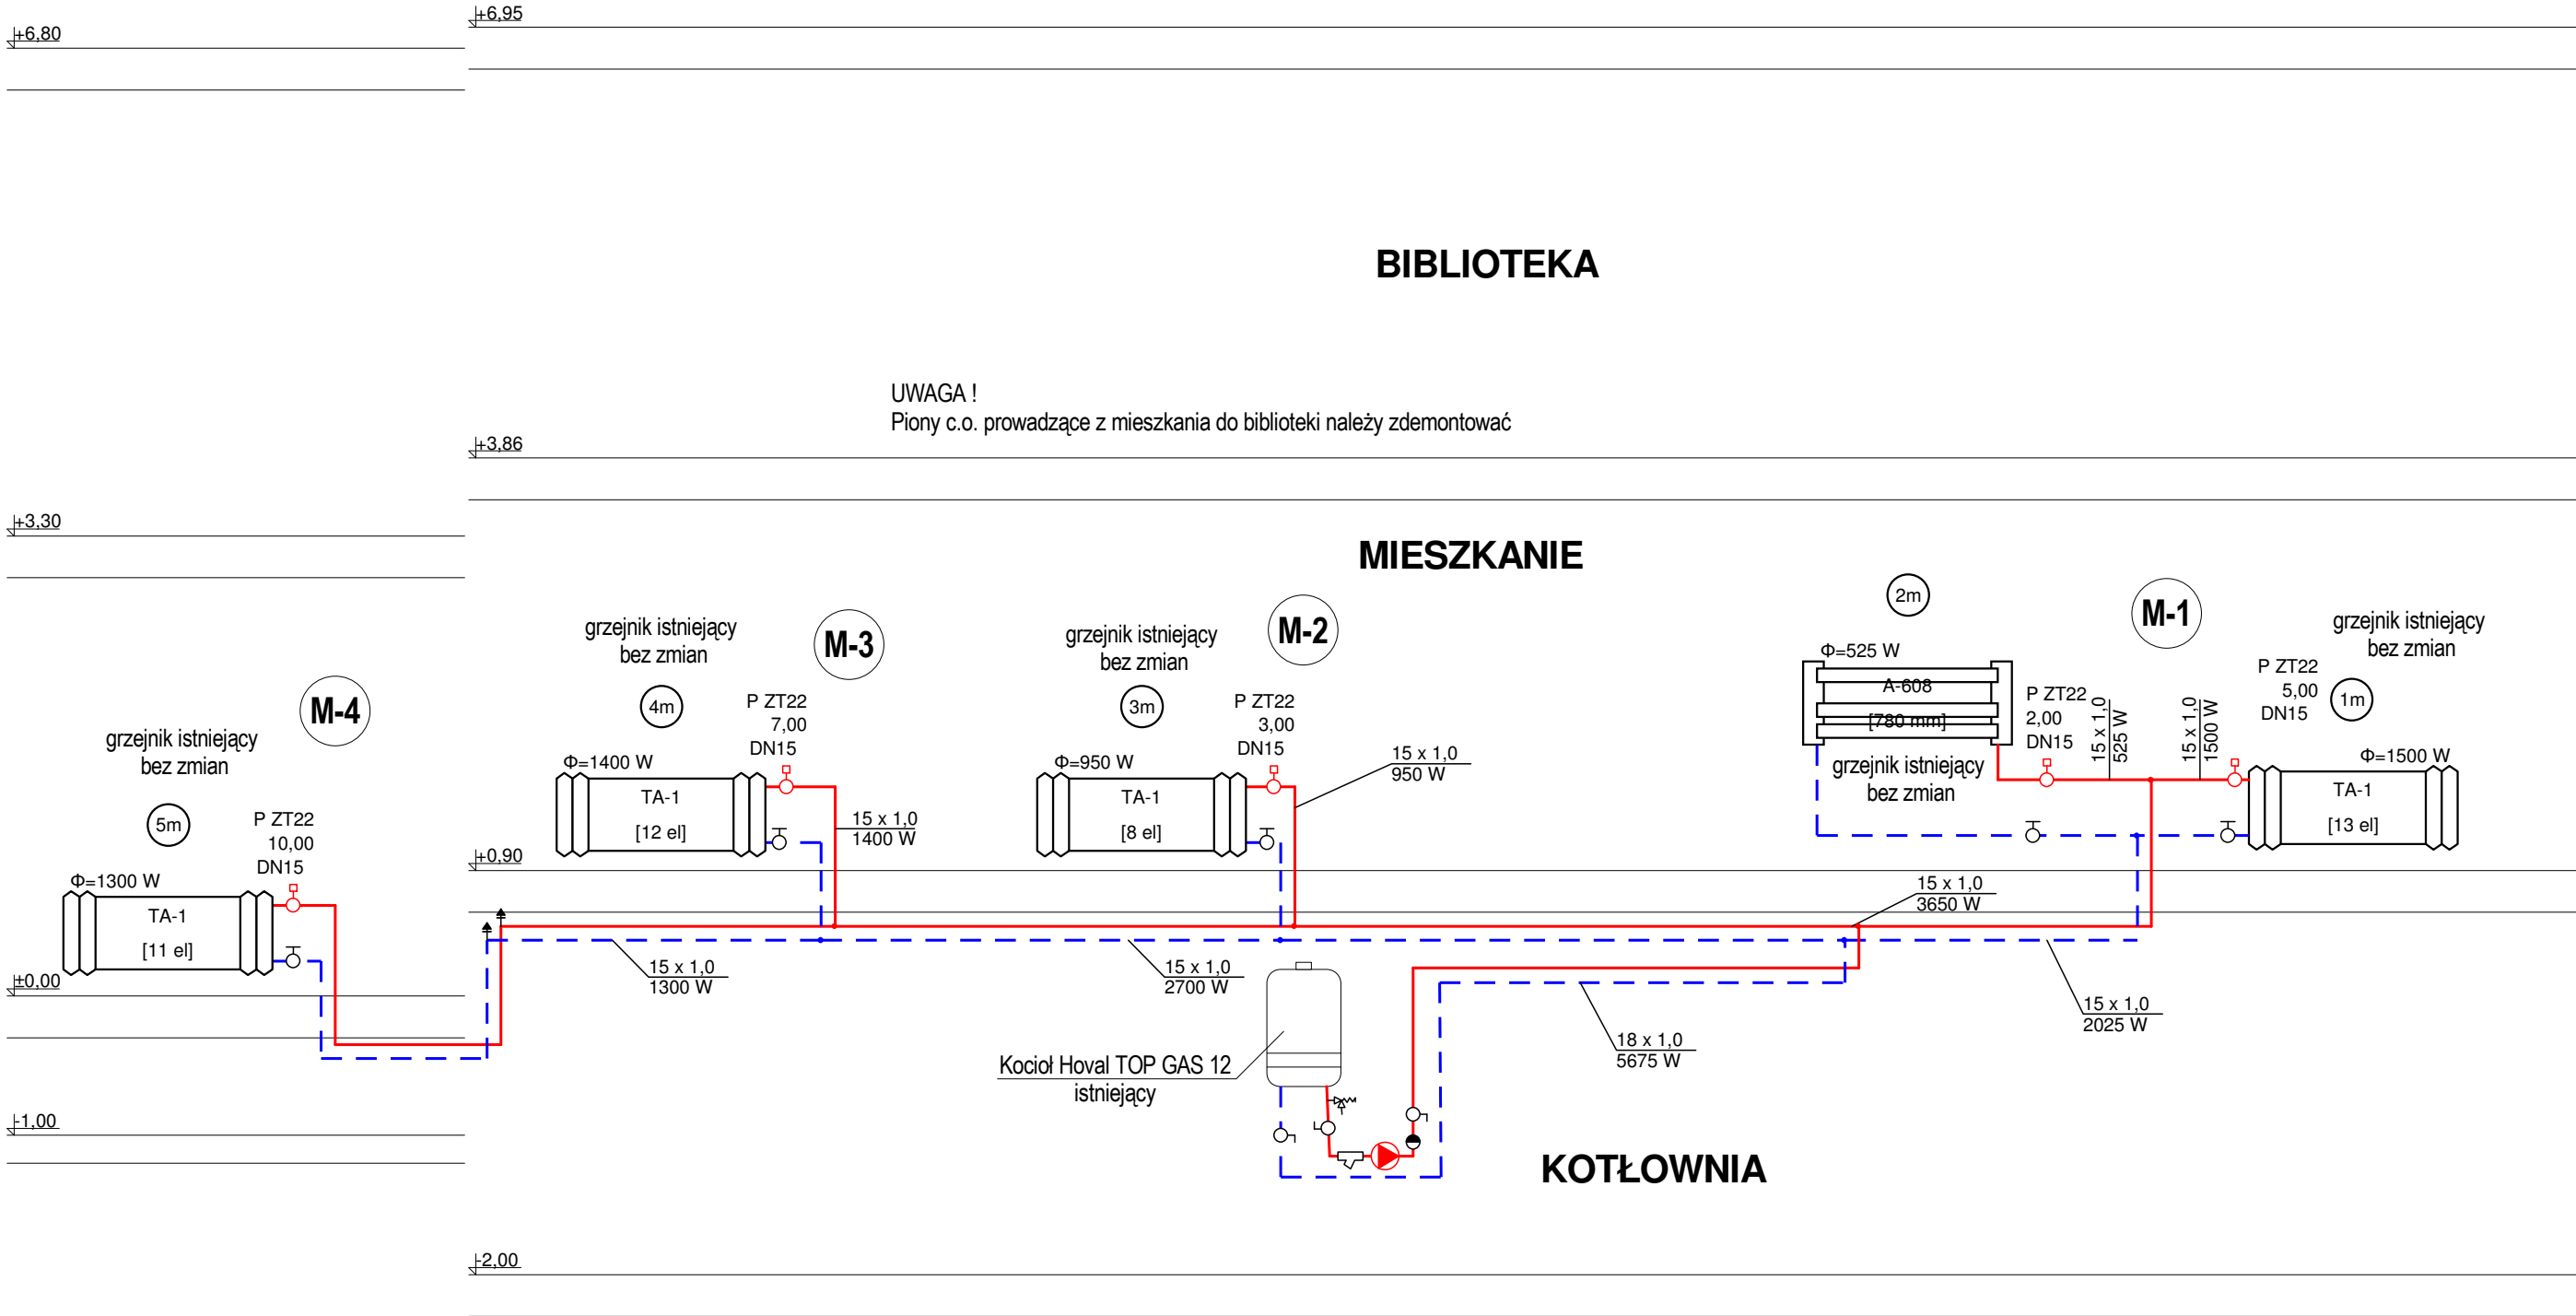 +6,95
+6,80
BIBLIOTEKA
UWAGA !
Piony c.o. prowadzące z mieszkania do biblioteki należy zdemontować
+3,86
+3,30
MIESZKANIE
M-4
grzejnik istniejący
bez zmian
5m
P ZT22
10,00
DN15
Φ=1300 W
TA-1
[11 el]
grzejnik istniejący
bez zmian
M-3
4m
P ZT22
7,00
DN15
Φ=1400 W
TA-1
[12 el]
15 x 1,0
1400 W
grzejnik istniejący
bez zmian
M-2
3m
P ZT22
3,00
DN15
Φ=950 W
TA-1
[8 el]
15 x 1,0
950 W
2m
Φ=525 W
A-608
[780 mm]
grzejnik istniejący
bez zmian
P ZT22
2,00
DN15
15 x 1,0
525 W
M-1
15 x 1,0
1500 W
grzejnik istniejący
bez zmian
P ZT22
5,00
DN15
1m
Φ=1500 W
TA-1
[13 el]
+0,90
15 x 1,0
3650 W
±0,00
15 x 1,0
1300 W
15 x 1,0
2700 W
15 x 1,0
2025 W
18 x 1,0
5675 W
Kocioł Hoval TOP GAS 12
istniejący
-1,00
KOTŁOWNIA
-2,00